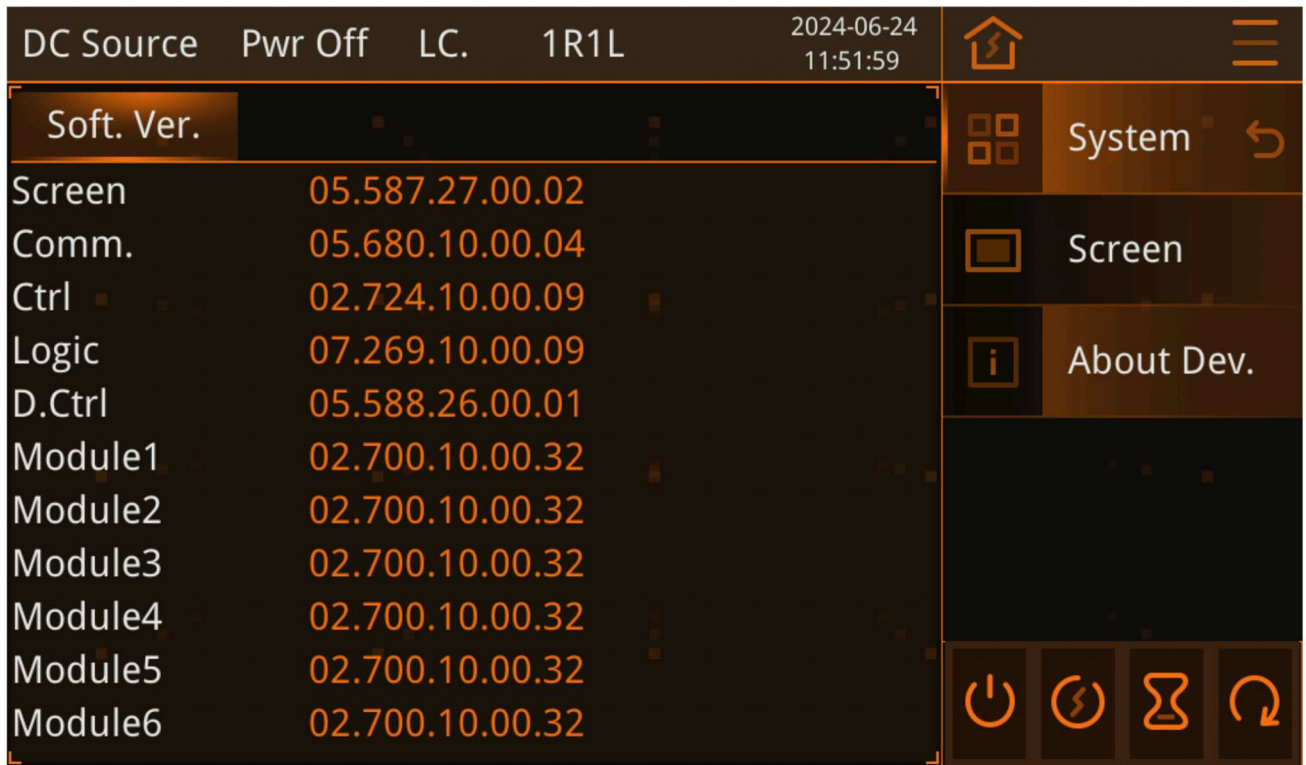 DC Source Pwr Off LC. 1R1L 2024-06-24
11:51:59
Soft. Ver.
Screen 05.587.27.00.02
Comm. 05.680.10.00.04
Ctrl 02.724.10.00.09
Logic 07.269.10.00.09
D.Ctrl 05.588.26.00.01
Module1 02.700.10.00.32
Module2 02.700.10.00.32
Module3 02.700.10.00.32
Module4 02.700.10.00.32
Module5 02.700.10.00.32
Module6 02.700.10.00.32
System
Screen
About Dev.